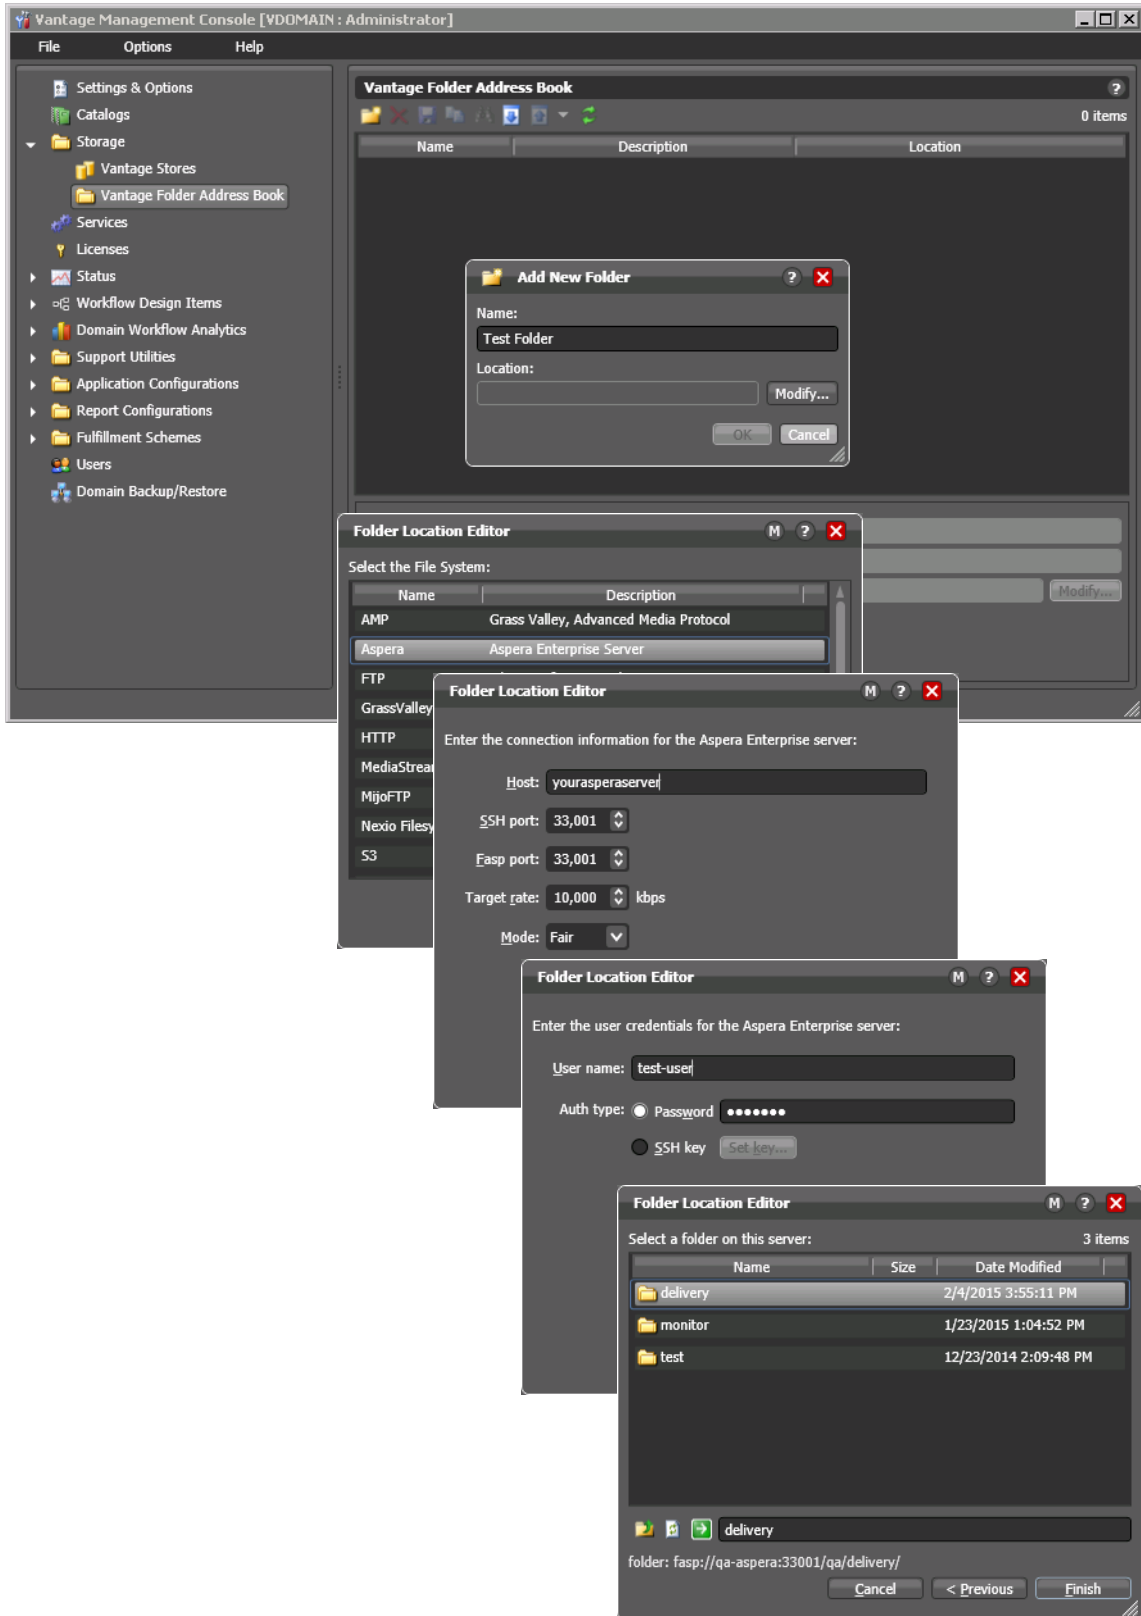 Vantage Management Console [VDOMAIN : Administrator]
File Options Help
Settings & Options
Catalogs
Storage
Vantage Stores
Vantage Folder Address Book
Services
Licenses
Status
Workflow Design Items
Domain Workflow Analytics
Support Utilities
Application Configurations
Report Configurations
Fulfillment Schemes
Users
Domain Backup/Restore
Vantage Folder Address Book ?
0 items
Name Description Location
Add New Folder ?
Name:
Test Folder
Location:
Modify...
OK Cancel
Modify...
Folder Location Editor M ?
Select the File System:
Name Description
AMP Grass Valley, Advanced Media Protocol
Aspera Aspera Enterprise Server
FTP
GrassValley
HTTP
MediaStrea
MijoFTP
Nexio Filesy
S3
Folder Location Editor M ?
Enter the connection information for the Aspera Enterprise server:
Host: yourasperaserver
SSH port: 33,001
Fasp port: 33,001
Target rate: 10,000 kbps
Mode: Fair
Folder Location Editor M ?
Enter the user credentials for the Aspera Enterprise server:
User name: test-user
Auth type: Password •••••••
SSH key Set key...
Folder Location Editor M ?
Select a folder on this server: 3 items
Name Size Date Modified
delivery 2/4/2015 3:55:11 PM
monitor 1/23/2015 1:04:52 PM
test 12/23/2014 2:09:48 PM
delivery
folder: fasp://qa-aspera:33001/qa/delivery/
Cancel < Previous Finish